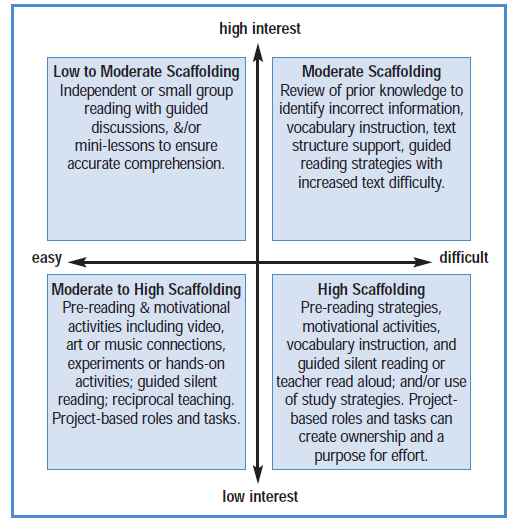 high interest
Low to Moderate Scaffolding
Independent or small group
reading with guided
discussions, &/or
mini-lessons to ensure
accurate comprehension.
Moderate Scaffolding
Review of prior knowledge to
identify incorrect information,
vocabulary instruction, text
structure support, guided
reading strategies with
increased text difficulty.
easy
difficult
Moderate to High Scaffolding
Pre-reading & motivational
activities including video,
art or music connections,
experiments or hands-on
activities; guided silent
reading; reciprocal teaching.
Project-based roles and tasks.
High Scaffolding
Pre-reading strategies,
motivational activities,
vocabulary instruction, and
guided silent reading or
teacher read aloud; and/or use
of study strategies. Project-
based roles and tasks can
create ownership and a
purpose for effort.
low interest